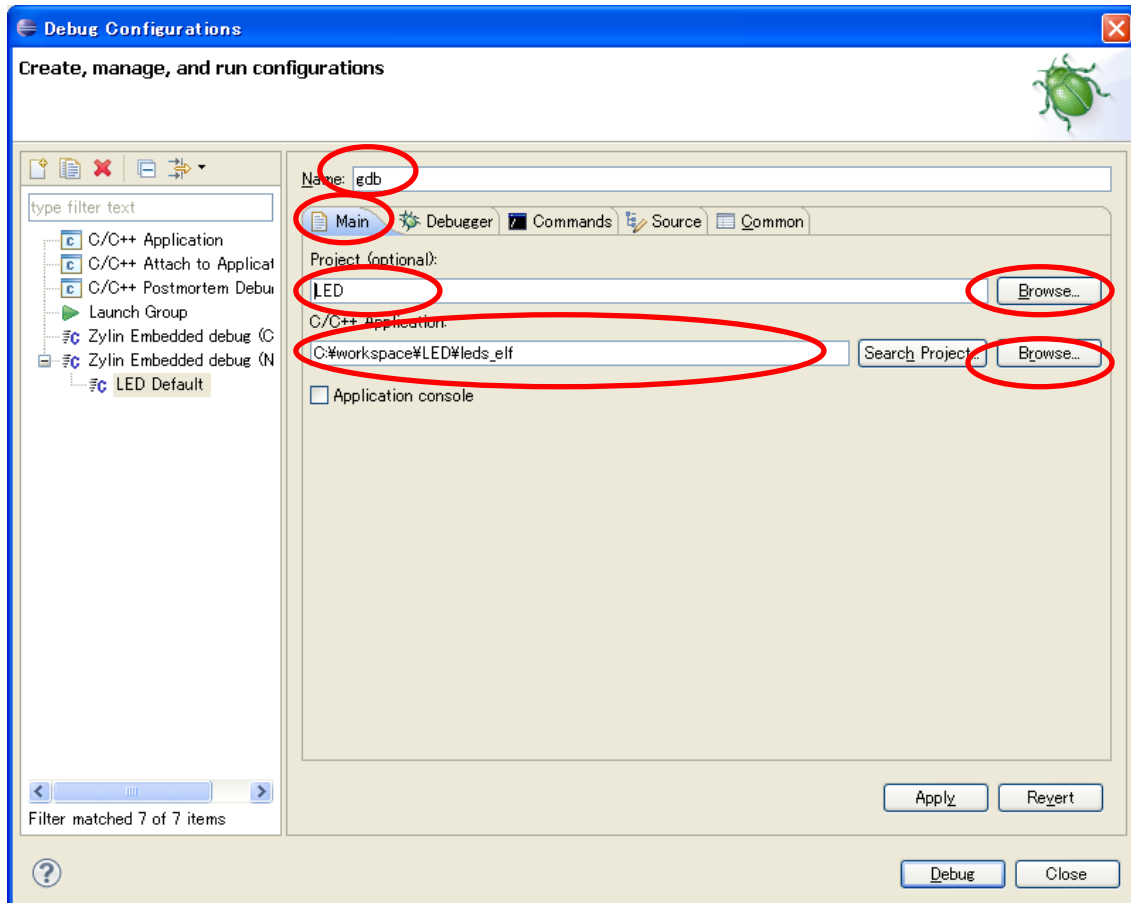 Debug Configurations
Create, manage, and run configurations
Name: gdb
type filter text
Main Debugger Commands Source Common
C/C++ Application
C/C++ Attach to Applicat
C/C++ Postmortem Debu
Launch Group
Zylin Embedded debug (C
Zylin Embedded debug (N
LED Default
Project (optional):
LED Browse...
C/C++ Application:
C:¥workspace¥LED¥leds_elf Search Project... Browse...
Application console
Filter matched 7 of 7 items
Apply Revert
Debug Close